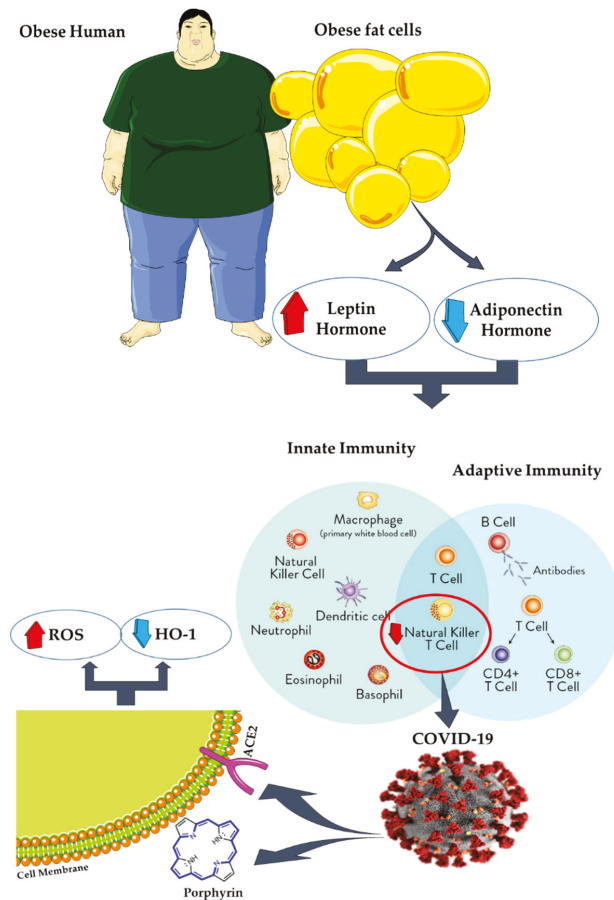 Obese Human
Obese fat cells
Leptin
Hormone
Adiponectin
Hormone
Innate Immunity
Adaptive Immunity
Macrophage
(primary white blood cell)
B Cell
Natural
Killer Cell
T Cell
Antibodies
Dendritic cell
Neutrophil
T Cell
Natural Killer
T Cell
ROS
HO-1
Eosinophil
Basophil
CD4+
T Cell
CD8+
T Cell
COVID-19
ACE2
Cell Membrane
N
HN
NH
N
Porphyrin